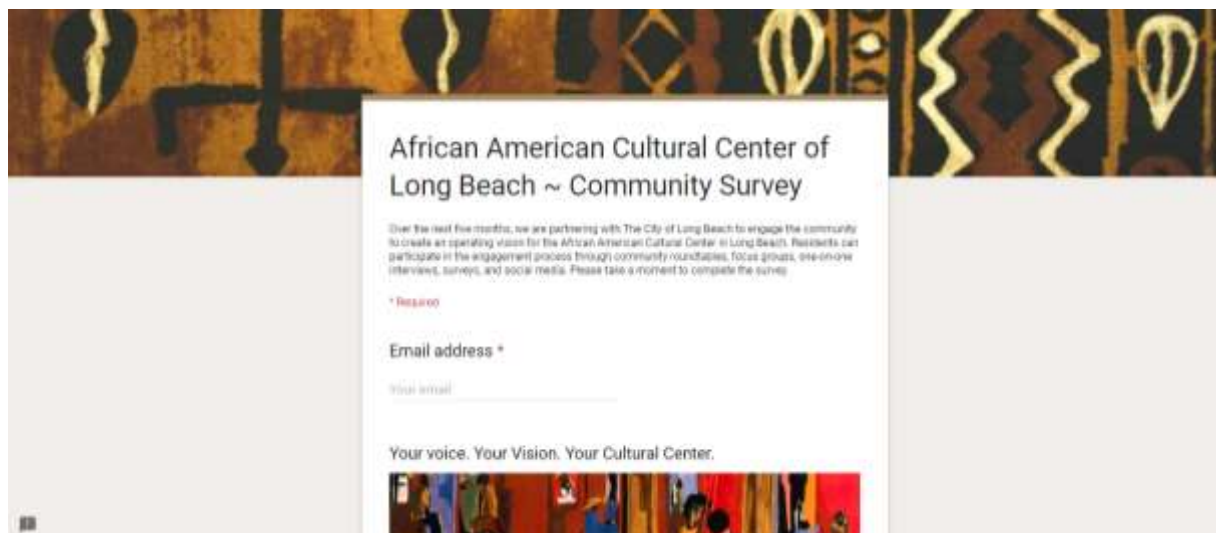 African American Cultural Center of
Long Beach ~ Community Survey
Over the next five months, we are partnering with The City of Long Beach to engage the community
to create an operating vision for the African American Cultural Center in Long Beach. Residents can
participate in the engagement process through community roundtables, focus groups, one-on-one
interviews, surveys, and social media. Please take a moment to complete the survey.
* Required
Email address *
Your email
Your voice. Your Vision. Your Cultural Center.